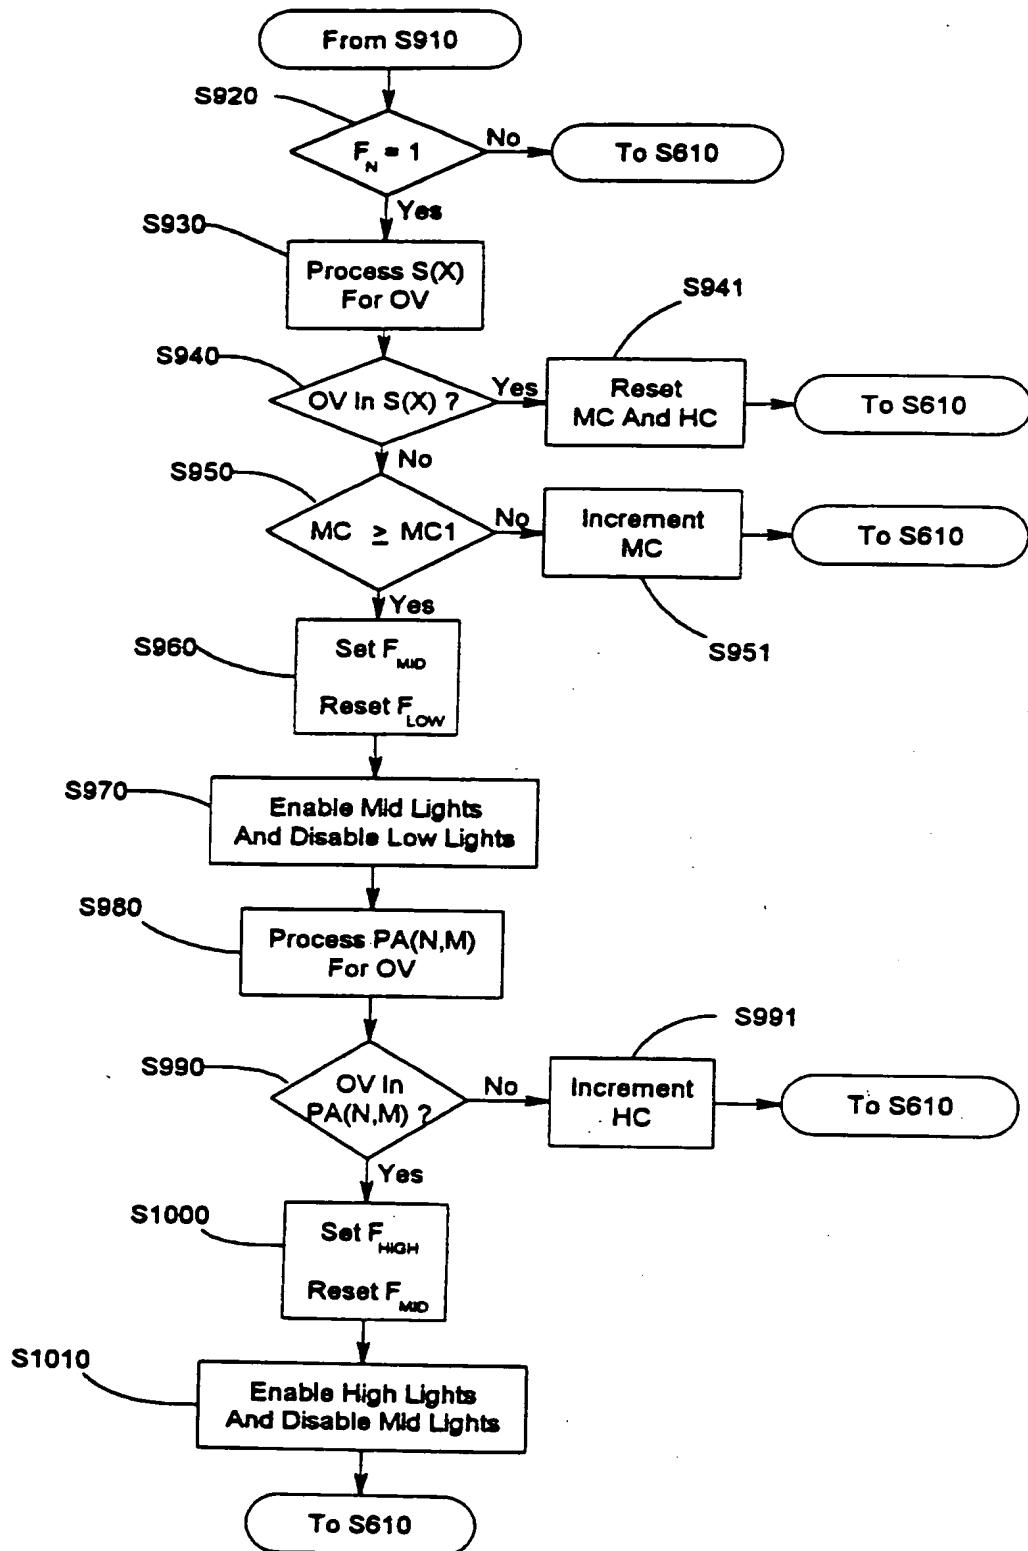 From S910
S920
F_N = 1
No
To S610
Yes
S930
Process S(X)
For OV
S941
S940
OV In S(X) ?
Yes
Reset
MC And HC
To S610
No
S950
MC ≥ MC1
No
Increment
MC
To S610
Yes
S951
S960
Set F_MID
Reset F_LOW
S970
Enable Mid Lights
And Disable Low Lights
S980
Process PA(N,M)
For OV
S991
S990
OV In
PA(N,M) ?
No
Increment
HC
To S610
Yes
S1000
Set F_HIGH
Reset F_MID
S1010
Enable High Lights
And Disable Mid Lights
To S610